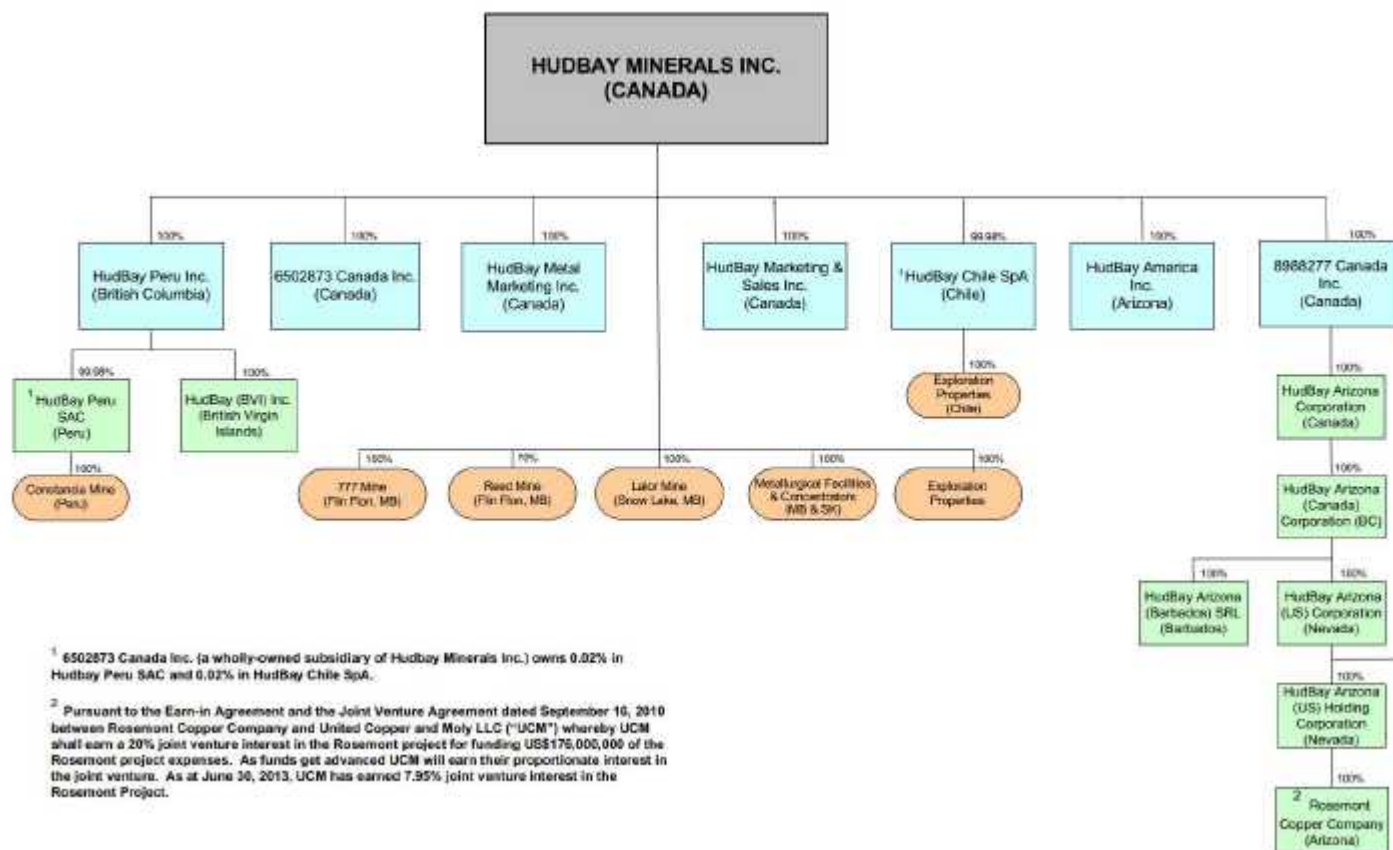 HUDBAY MINERALS INC.
(CANADA)
100%
100%
100%
100%
99.98%
100%
100%
HudBay Peru Inc.
(British Columbia)
6502873 Canada Inc.
(Canada)
HudBay Metal
Marketing Inc.
(Canada)
HudBay Marketing &
Sales Inc.
(Canada)
1 HudBay Chile SpA
(Chile)
HudBay America
Inc.
(Arizona)
8988277 Canada
Inc.
(Canada)
99.98%
100%
100%
100%
1 HudBay Peru
SAC
(Peru)
HudBay (BVI) Inc.
(British Virgin
Islands)
Exploration
Properties
(Chile)
HudBay Arizona
Corporation
(Canada)
100%
100%
70%
100%
100%
100%
100%
Constancia Mine
(Peru)
777 Mine
(Flin Flon, MB)
Reed Mine
(Flin Flon, MB)
Lalor Mine
(Snow Lake, MB)
Metallurgical Facilities
& Concentrators
(MB & SK)
Exploration
Properties
HudBay Arizona
(Canada)
Corporation (BC)
100%
100%
HudBay Arizona
(Barbados) SRL
(Barbados)
HudBay Arizona
(US) Corporation
(Nevada)
100%
HudBay Arizona
(US) Holding
Corporation
(Nevada)
100%
2 Rosemont
Copper Company
(Arizona)
1 6502873 Canada Inc. (a wholly-owned subsidiary of Hudbay Minerals Inc.) owns 0.02% in
Hudbay Peru SAC and 0.02% in HudBay Chile SpA.
2 Pursuant to the Earn-in Agreement and the Joint Venture Agreement dated September 16, 2010
between Rosemont Copper Company and United Copper and Moly LLC ("UCM") whereby UCM
shall earn a 20% joint venture interest in the Rosemont project for funding US$176,000,000 of the
Rosemont project expenses. As funds get advanced UCM will earn their proportionate interest in
the joint venture. As at June 30, 2013, UCM has earned 7.95% joint venture interest in the
Rosemont Project.